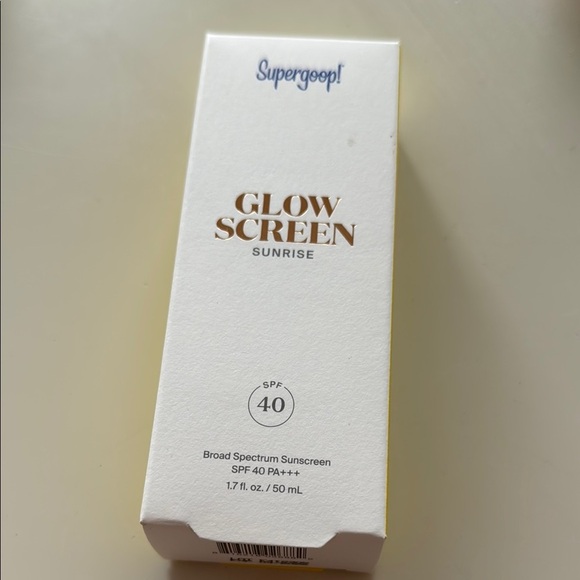 Supergoop!
GLOW
SCREEN
SUNRISE
SPF
40
Broad Spectrum Sunscreen
SPF 40 PA+++
1.7 fl. oz. / 50 mL